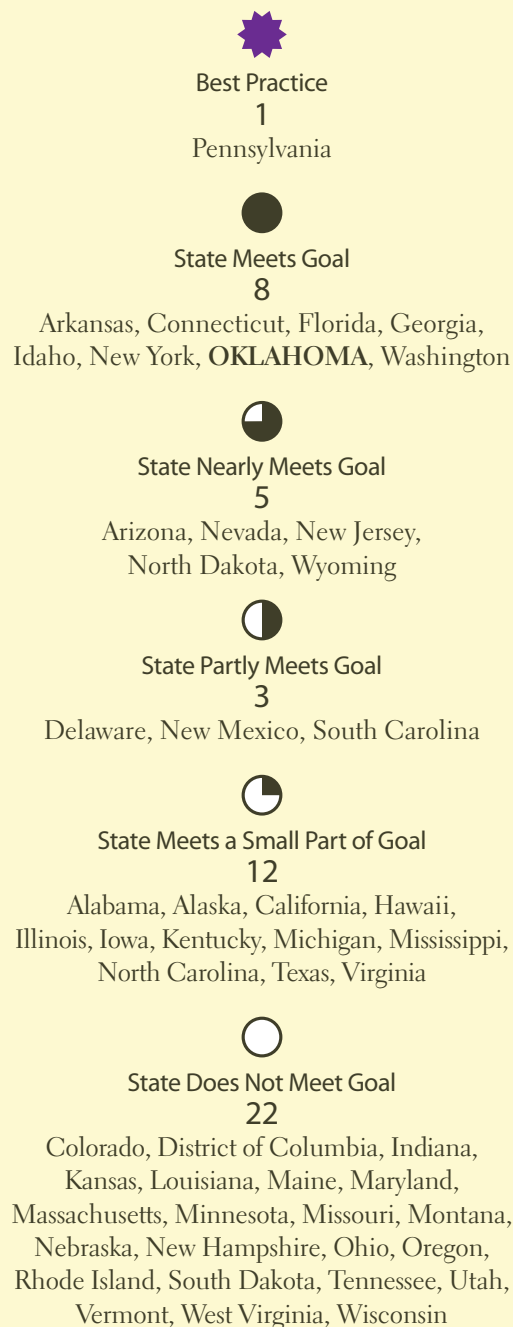 Best Practice
1
Pennsylvania
State Meets Goal
8
Arkansas, Connecticut, Florida, Georgia,
Idaho, New York, OKLAHOMA, Washington
State Nearly Meets Goal
5
Arizona, Nevada, New Jersey,
North Dakota, Wyoming
State Partly Meets Goal
3
Delaware, New Mexico, South Carolina
State Meets a Small Part of Goal
12
Alabama, Alaska, California, Hawaii,
Illinois, Iowa, Kentucky, Michigan, Mississippi,
North Carolina, Texas, Virginia
State Does Not Meet Goal
22
Colorado, District of Columbia, Indiana,
Kansas, Louisiana, Maine, Maryland,
Massachusetts, Minnesota, Missouri, Montana,
Nebraska, New Hampshire, Ohio, Oregon,
Rhode Island, South Dakota, Tennessee, Utah,
Vermont, West Virginia, Wisconsin